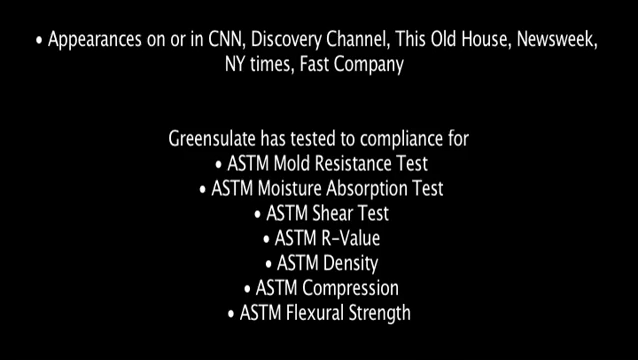 • Appearances on or in CNN, Discovery Channel, This Old House, Newsweek,
NY times, Fast Company
Greensulate has tested to compliance for
• ASTM Mold Resistance Test
• ASTM Moisture Absorption Test
• ASTM Shear Test
• ASTM R-Value
• ASTM Density
• ASTM Compression
• ASTM Flexural Strength